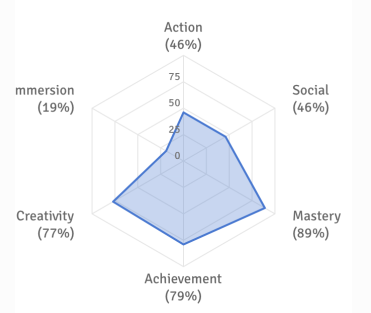 Action
(46%)
mmersion
(19%)
Social
(46%)
75
50
25
0
Creativity
(77%)
Mastery
(89%)
Achievement
(79%)